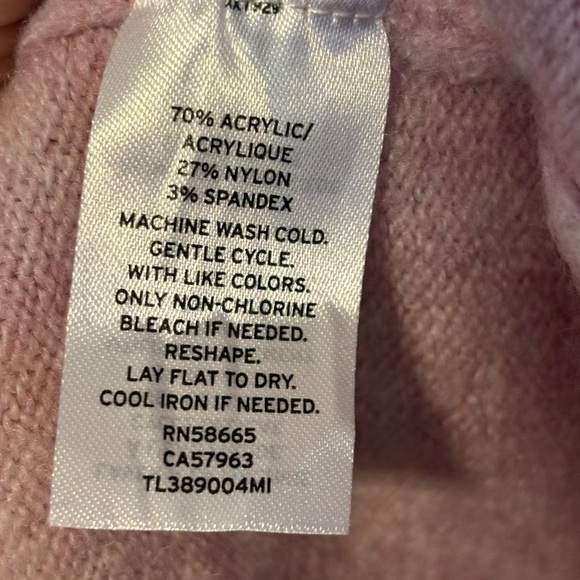 70% ACRYLIC/
ACRYLIQUE
27% NYLON
3% SPANDEX
MACHINE WASH COLD.
GENTLE CYCLE.
WITH LIKE COLORS.
ONLY NON-CHLORINE
BLEACH IF NEEDED.
RESHAPE.
LAY FLAT TO DRY.
COOL IRON IF NEEDED.
RN58665
CA57963
TL389004MI